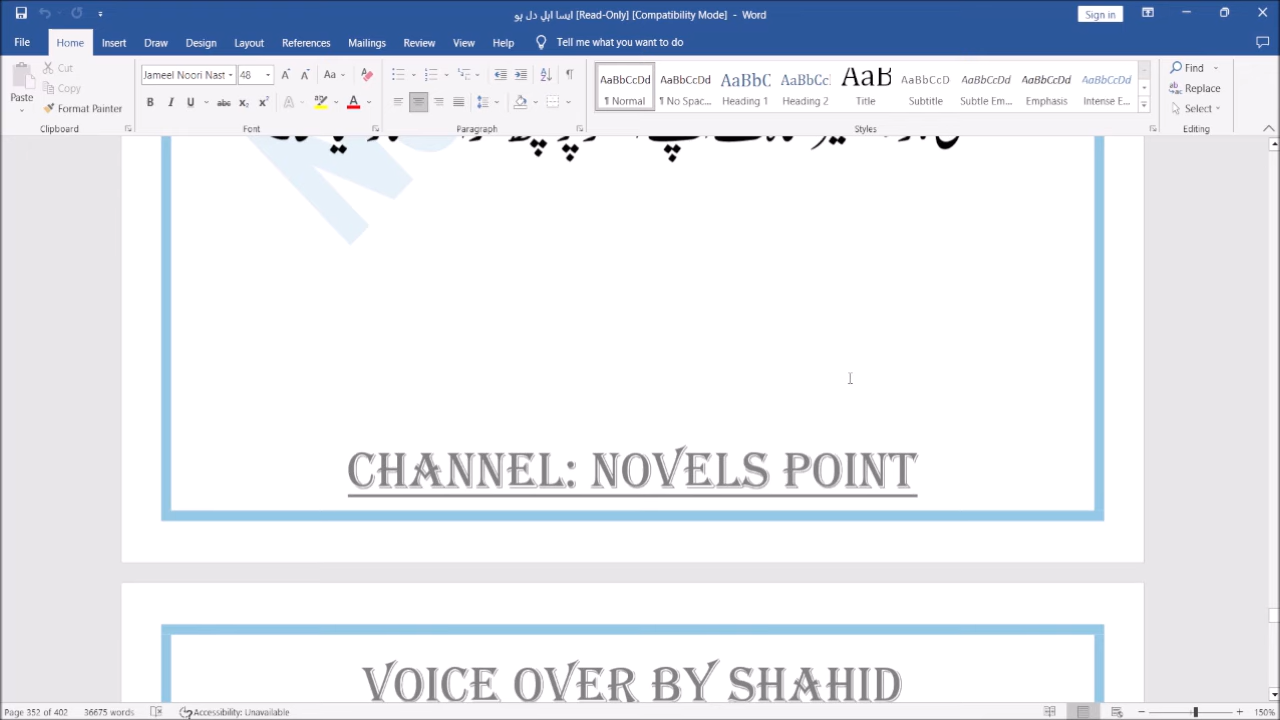 ایسا اہلِ دل ہو [Read-Only] [Compatibility Mode] - Word
Sign in
File Home Insert Draw Design Layout References Mailings Review View Help Tell me what you want to do
Paste
Cut
Copy
Format Painter
Clipboard
Jameel Noori Nast 48
Font
Paragraph
AaBbCcDd AaBbCcDd AaBbC AaBbCc AaB AaBbCcD AaBbCcDd AaBbCcDd AaBbCcDd
¶ Normal ¶ No Spac... Heading 1 Heading 2 Title Subtitle Subtle Em... Emphasis Intense E...
Styles
Find
Replace
Select
Editing
CHANNEL: NOVELS POINT
VOICE OVER BY SHAHID
Page 352 of 402 36675 words Accessibility: Unavailable 150%